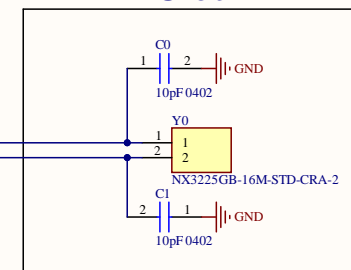 C0
1 2
GND
10pF 0402
Y0
1 1
2 2
NX3225GB-16M-STD-CRA-2
C1
2 1
GND
10pF 0402